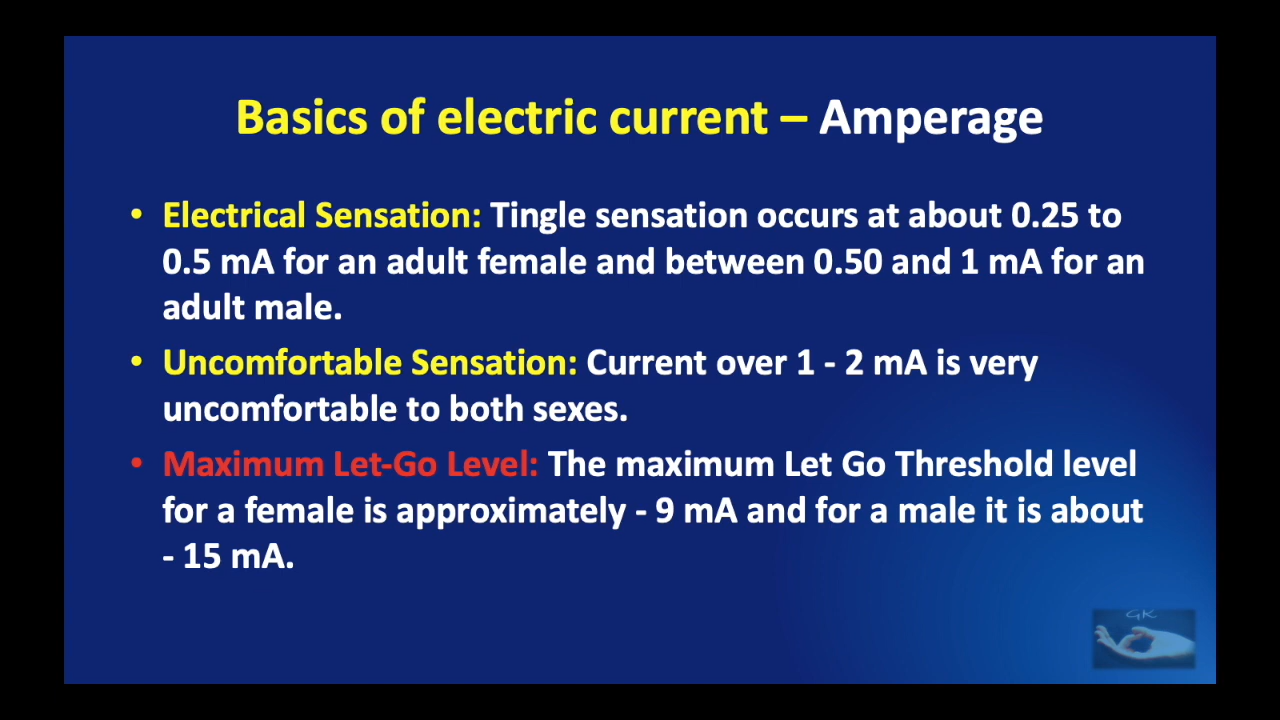 Basics of electric current – Amperage
• Electrical Sensation: Tingle sensation occurs at about 0.25 to
0.5 mA for an adult female and between 0.50 and 1 mA for an
adult male.
• Uncomfortable Sensation: Current over 1 - 2 mA is very
uncomfortable to both sexes.
• Maximum Let-Go Level: The maximum Let Go Threshold level
for a female is approximately - 9 mA and for a male it is about
- 15 mA.
GK